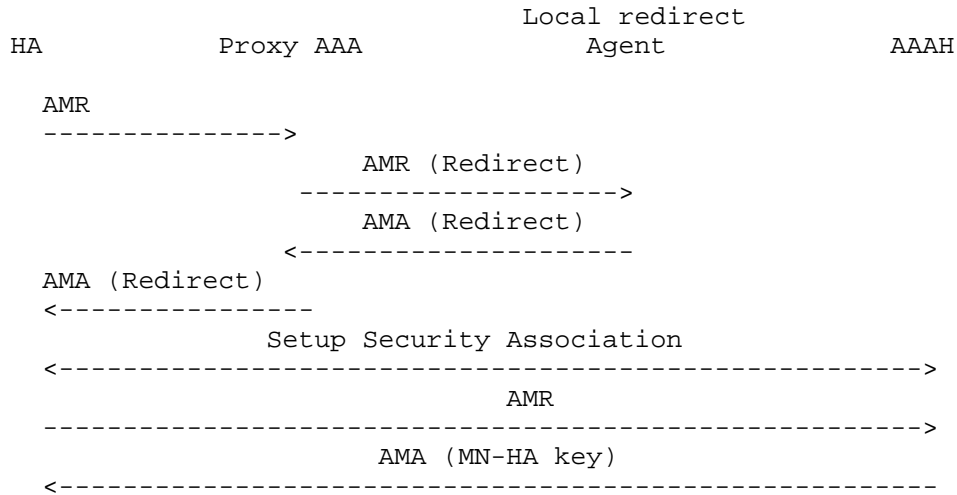 Local redirect
HA Proxy AAA Agent AAAH
AMR
--------------->
AMR (Redirect)
-------------------->
AMA (Redirect)
<---------------------
AMA (Redirect)
<----------------
Setup Security Association
<------------------------------------------------------>
AMR
------------------------------------------------------->
AMA (MN-HA key)
<-------------------------------------------------------